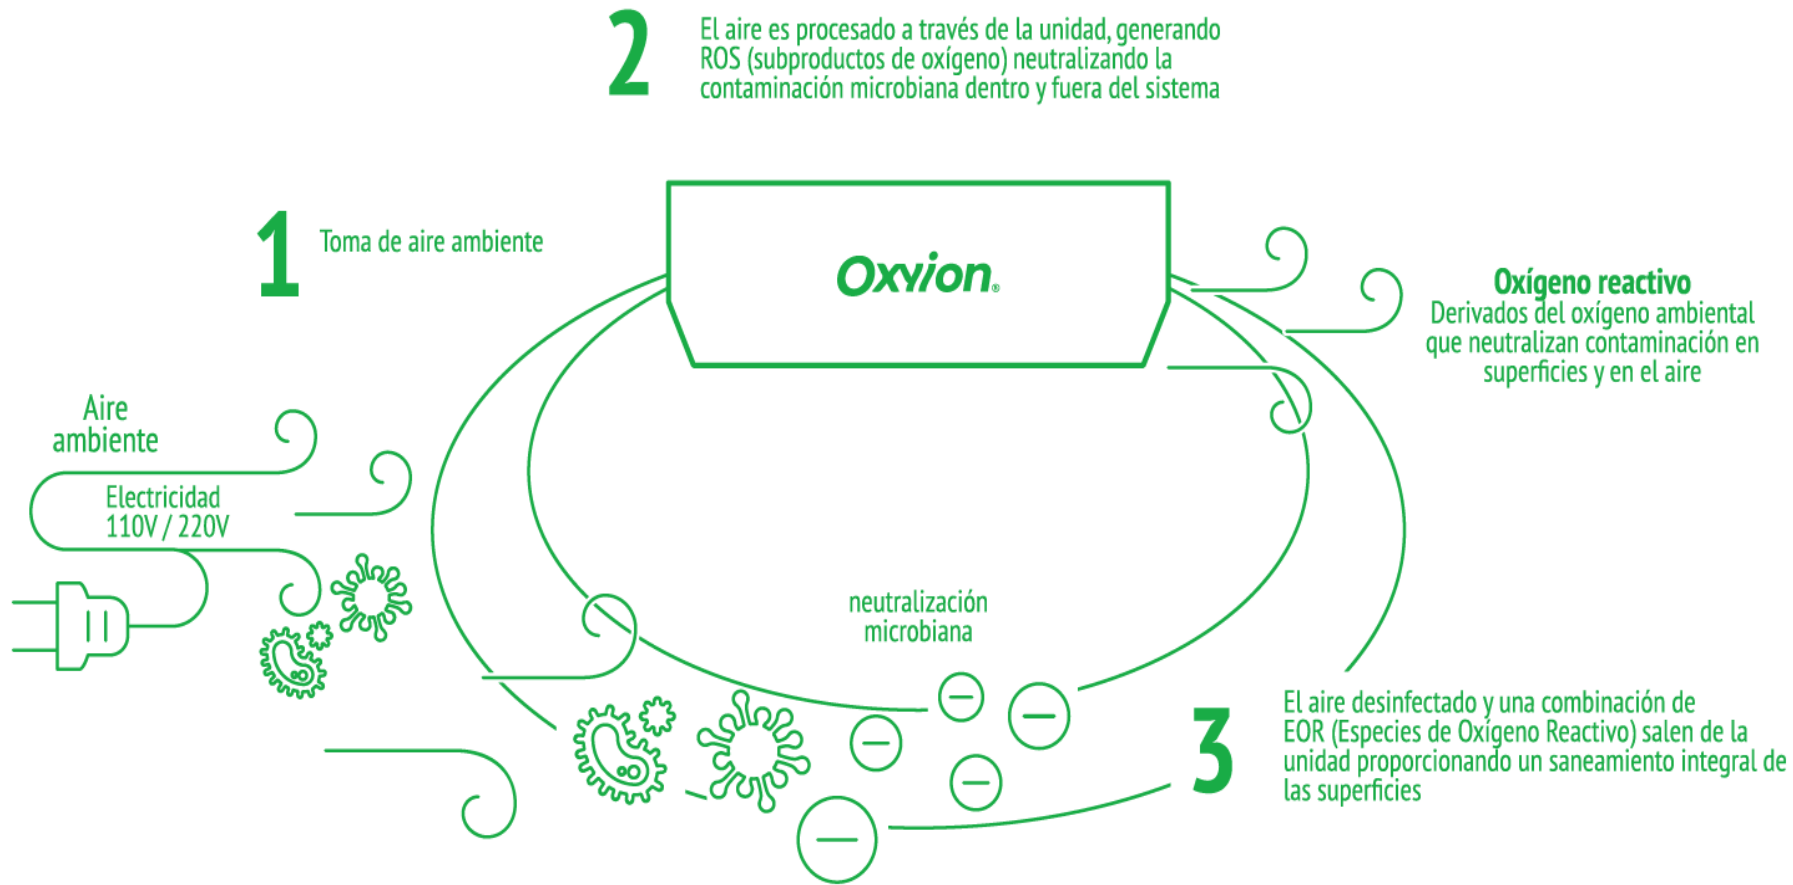 2
El aire es procesado a través de la unidad, generando
ROS (subproductos de oxígeno) neutralizando la
contaminación microbiana dentro y fuera del sistema
1
Toma de aire ambiente
Oxyion®
Oxígeno reactivo
Derivados del oxígeno ambiental
que neutralizan contaminación en
superficies y en el aire
Aire
ambiente
Electricidad
110V / 220V
neutralización
microbiana
3
El aire desinfectado y una combinación de
EOR (Especies de Oxígeno Reactivo) salen de la
unidad proporcionando un saneamiento integral de
las superficies